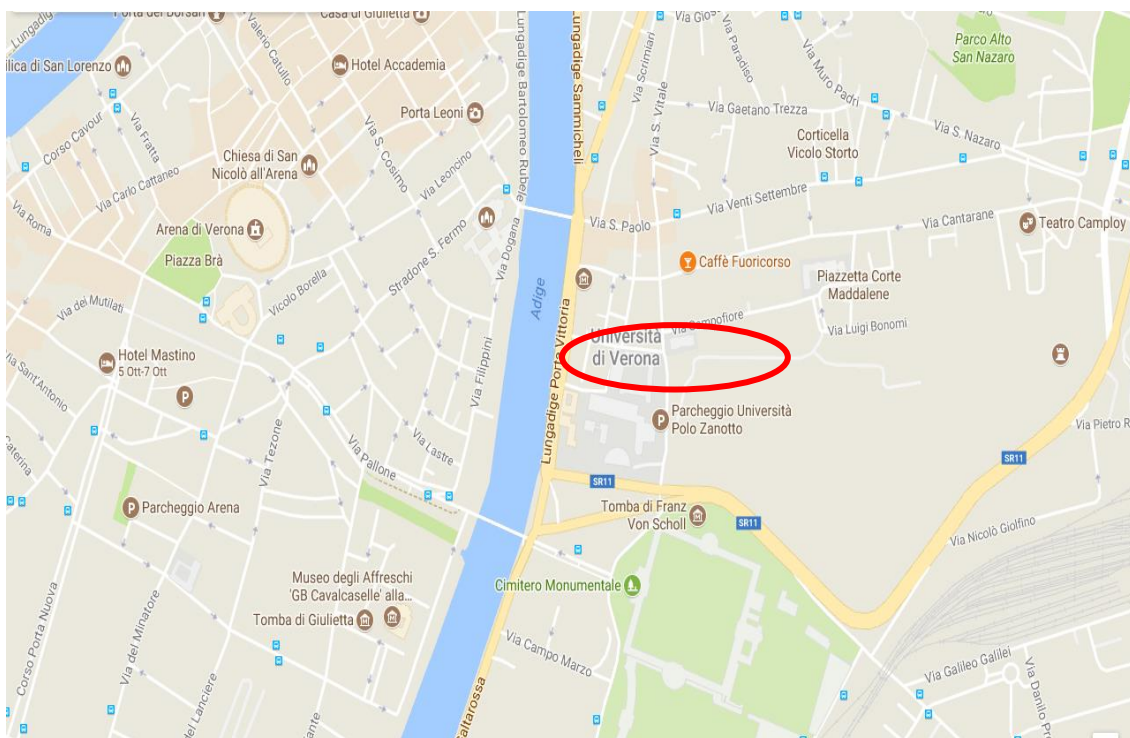 Porta dei Borsari
Casa di Giulietta
Lungadige
Valerio Catullo
Lungadige Bartolomeo Rubele
Lungadige Sammicheli
Via Scrimiari
Via Paradiso
Via Muro Padri
Parco Alto
San Nazaro
ilica di San Lorenzo
Hotel Accademia
Porta Leoni
Via S. Vitale
Via Gaetano Trezza
Corticella
Vicolo Storto
Via S. Nazaro
Corso Cavour
Via Fratta
Via S. Cosimo
Chiesa di San
Nicolò all'Arena
Via Leoncino
Via Carlo Cattaneo
Via Roma
Via Venti Settembre
Via Cantarane
Teatro Camploy
Arena di Verona
Via S. Paolo
Stradone S. Fermo
Via Dogana
Piazza Brà
Caffè Fuoricorso
Piazzetta Corte
Maddalene
Vicolo Borella
Adige
Via dei Mutilati
Via Campofiore
Via Luigi Bonomi
Università
di Verona
Hotel Mastino
5 Ott-7 Ott
Via Filippini
Lungadige Porta Vittoria
Via Sant'Antonio
P
Parcheggio Università
Polo Zanotto
P
Via Pietro R
Caterina
Via Tezone
Via Pallone
Via Lastre
SR11
SR11
P
Parcheggio Arena
Tomba di Franz
Von Scholl
SR11
Via Nicolò Giolfino
Museo degli Affreschi
'GB Cavalcaselle' alla...
Tomba di Giulietta
Cimitero Monumentale
Corso Porta Nuova
Via del Minatore
Via Campo Marzo
Via Galileo Galilei
Via Danilo Pr
del Lanciere
ante
altarossa